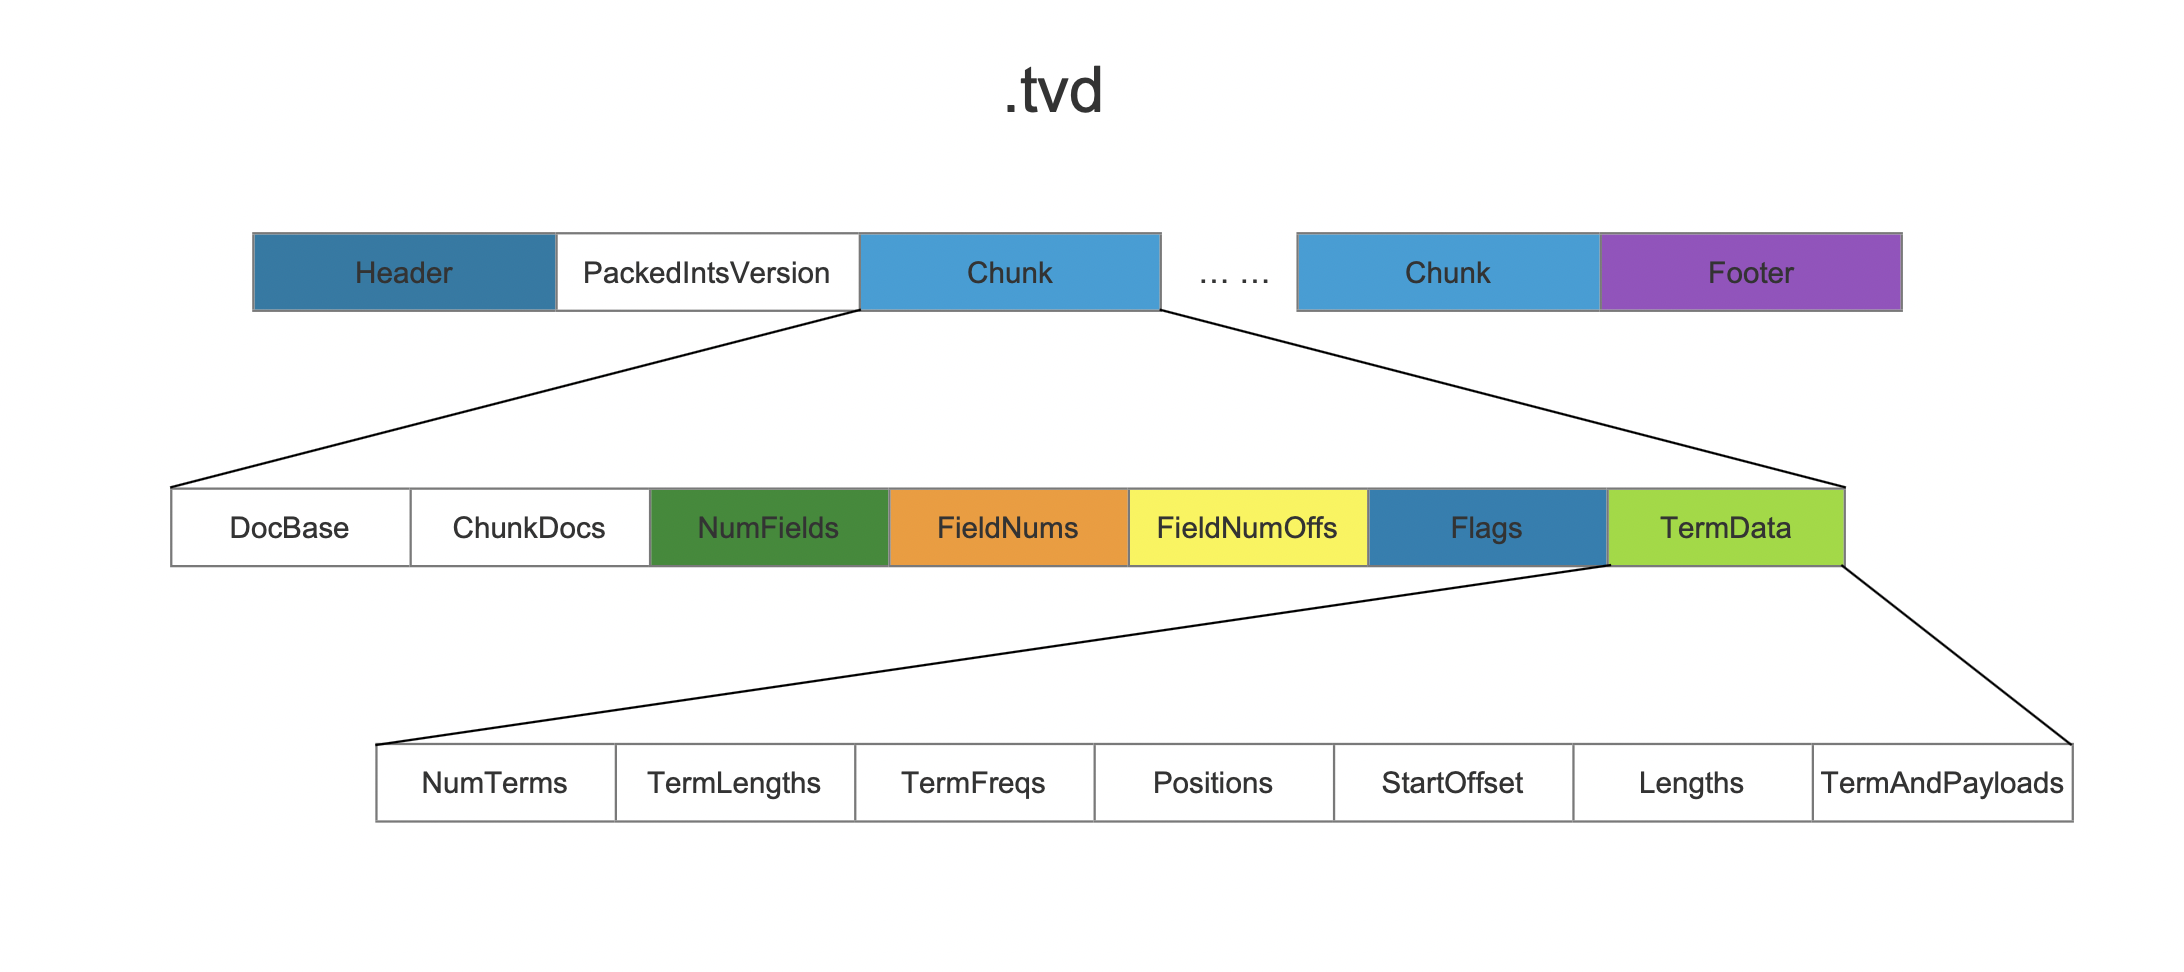 .tvd
Header PackedIntsVersion Chunk … … Chunk Footer
DocBase ChunkDocs NumFields FieldNums FieldNumOffs Flags TermData
NumTerms TermLengths TermFreqs Positions StartOffset Lengths TermAndPayloads